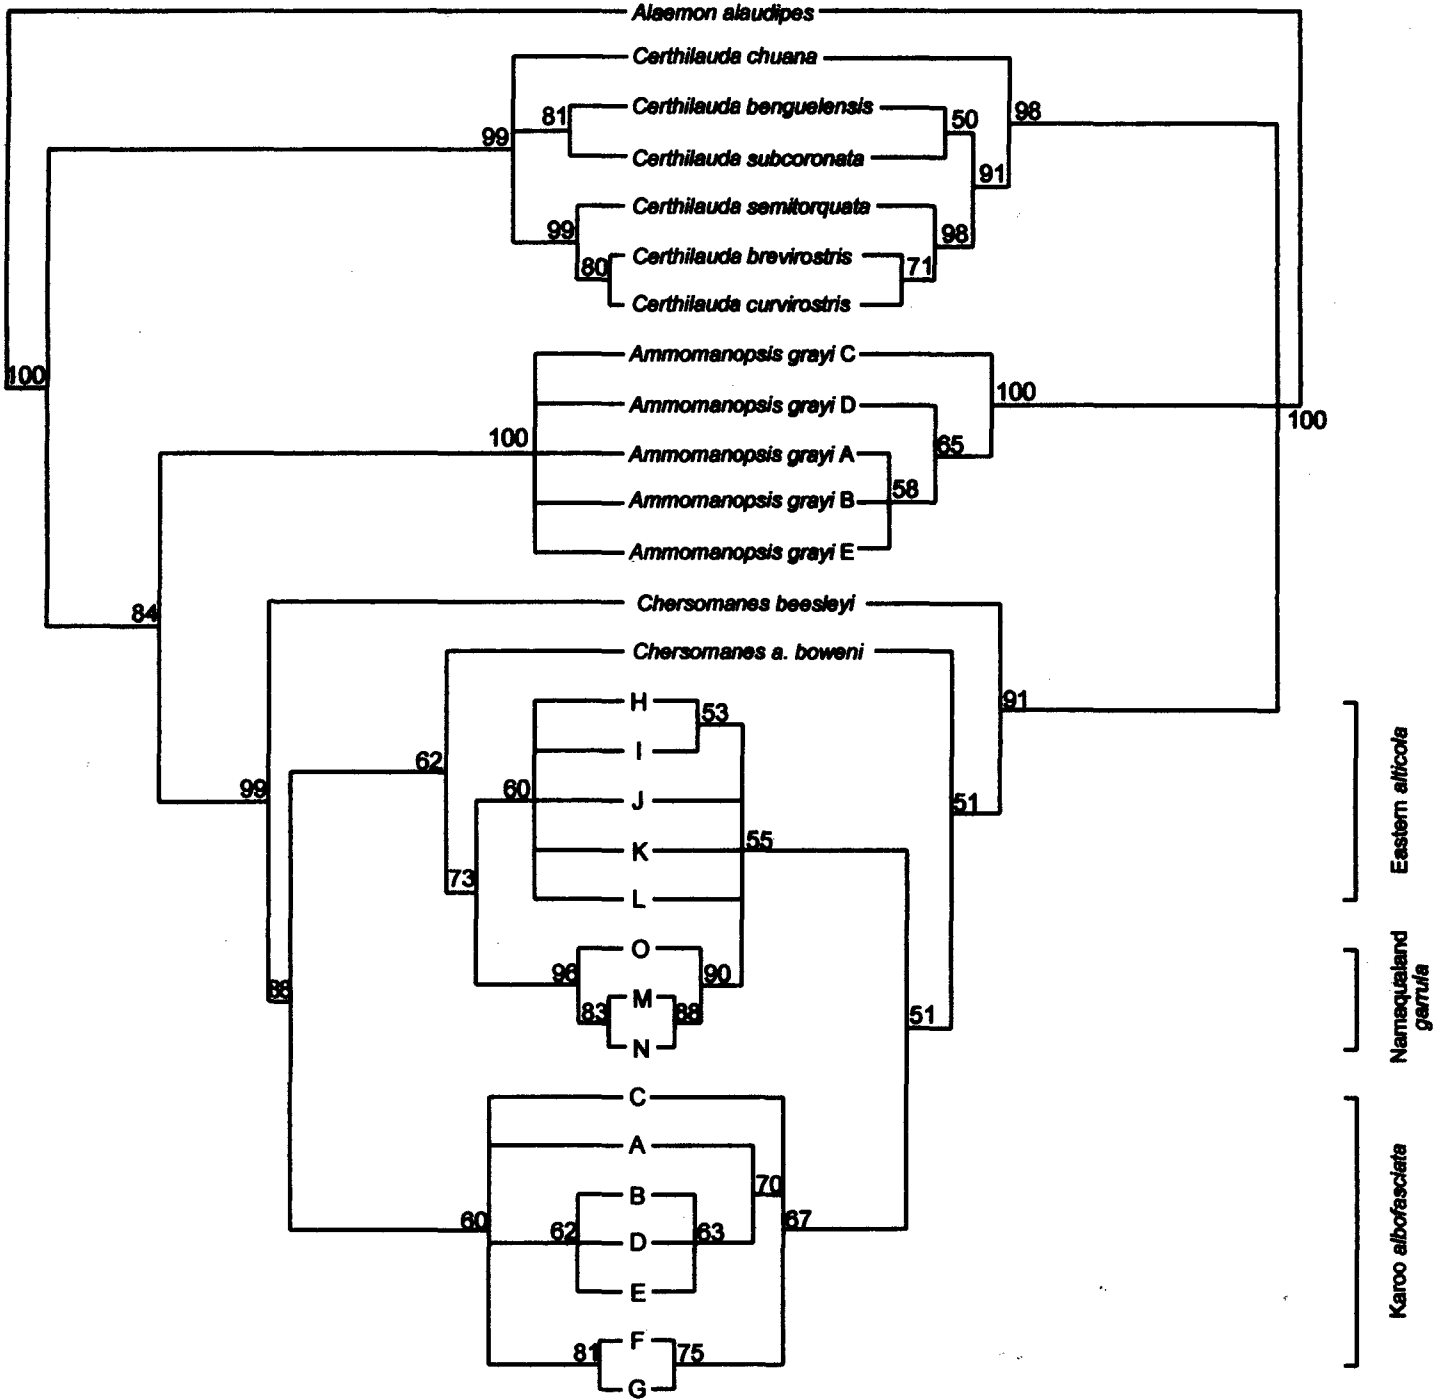 Alaemon alaudipes
Certhilauda chuana
98
81
Certhilauda benguelensis
50
99
Certhilauda subcoronata
91
Certhilauda semitorquata
99
98
Certhilauda brevirostris
80
71
Certhilauda curvirostris
Ammomanopsis grayi C
100
100
Ammomanopsis grayi D
100
100
65
Ammomanopsis grayi A
58
Ammomanopsis grayi B
Ammomanopsis grayi E
84
Chersomanes beesleyi
Chersomanes a. boweni
91
H
53
I
62
99
60
J
51
K
55
73
L
Eastern alticola
O
96
90
M
83
88
51
N
Namaqualand
garrula
C
A
70
B
60
62
D
63
67
E
F
81
75
G
Karoo albofasciata